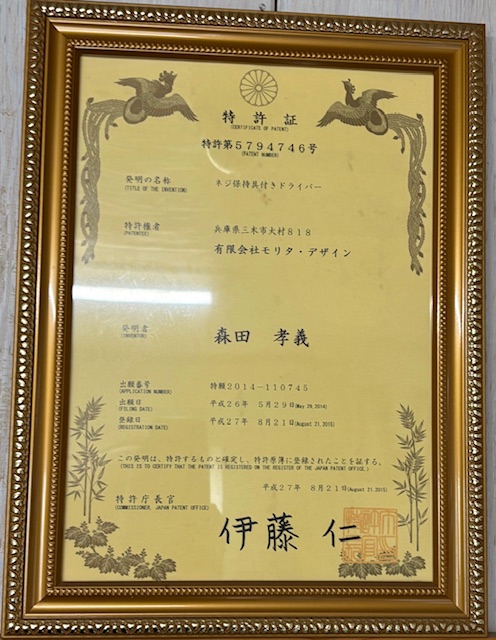 特許証
(CERTIFICATE OF PATENT)
特許第5794746号
(PATENT NUMBER)
発明の名称 ネジ保持具付きドライバー
(TITLE OF THE INVENTION)
特許権者 兵庫県三木市大村818
(PATENTEE)
有限会社モリタ・デザイン
発明者 森田 孝義
(INVENTOR)
出願番号 特願2014-110745
(APPLICATION NUMBER)
出願日 平成26年 5月29日(May 29,2014)
(FILING DATE)
登録日 平成27年 8月21日(August 21,2015)
(REGISTRATION DATE)
この発明は、特許するものと確定し、特許原簿に登録されたことを証する。
(THIS IS TO CERTIFY THAT THE PATENT IS REGISTERED ON THE REGISTER OF THE JAPAN PATENT OFFICE.)
平成27年 8月21日(August 21,2015)
特許庁長官
(COMMISSIONER, JAPAN PATENT OFFICE)
伊藤 仁